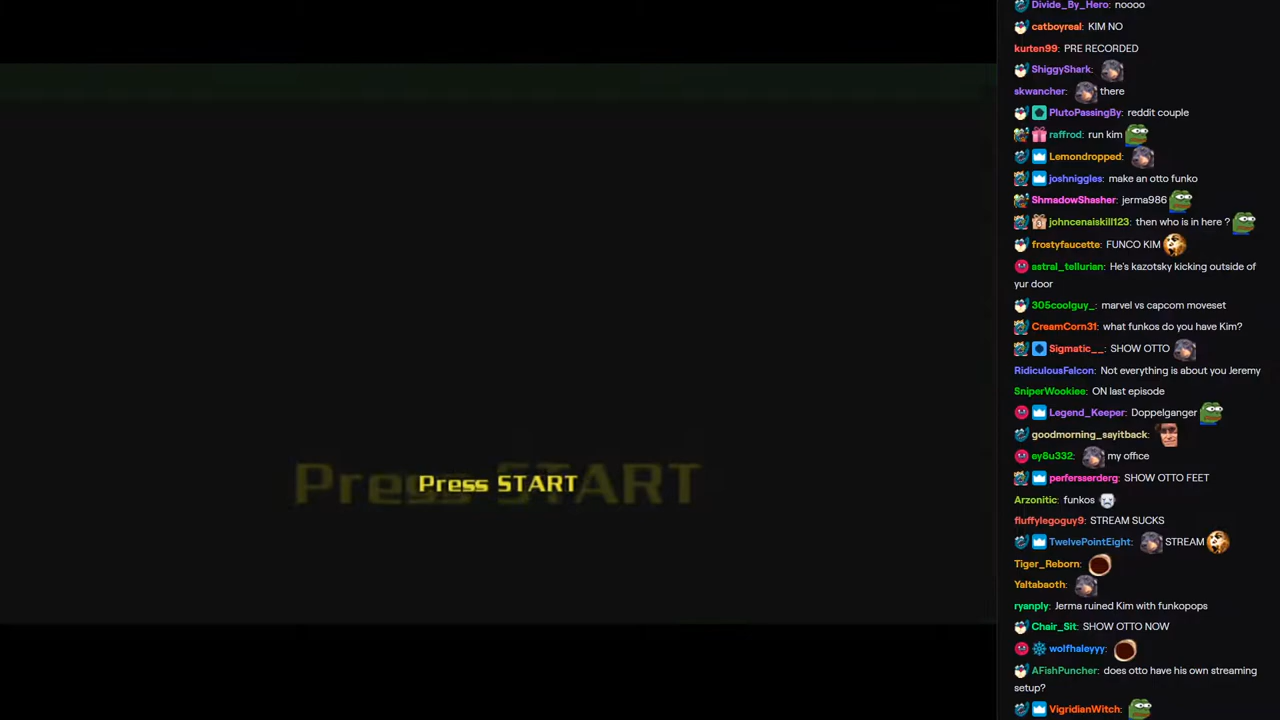 Press START
Divide_By_Hero: noooo
catboyreal: KIM NO
kurten99: PRE RECORDED
ShiggyShark:
skwancher: there
PlutoPassingBy: reddit couple
raffrod: run kim
Lemondropped:
joshniggles: make an otto funko
ShmadowShasher: jerma986
johncenaiskill123: then who is in here ?
frostyfaucette: FUNCO KIM
astral_tellurian: He's kazotsky kicking outside of
yur door
305coolguy_: marvel vs capcom moveset
CreamCorn31: what funkos do you have Kim?
Sigmatic__: SHOW OTTO
RidiculousFalcon: Not everything is about you Jeremy
SniperWookiee: ON last episode
Legend_Keeper: Doppelganger
goodmorning_sayitback:
ey8u332: my office
perfersserderg: SHOW OTTO FEET
Arzonitic: funkos
fluffylegoguy9: STREAM SUCKS
TwelvePointEight: STREAM
Tiger_Reborn:
Yaltabaoth:
ryanply: Jerma ruined Kim with funkopops
Chair_Sit: SHOW OTTO NOW
wolfhaleyyy:
AFishPuncher: does otto have his own streaming
setup?
VigridianWitch: